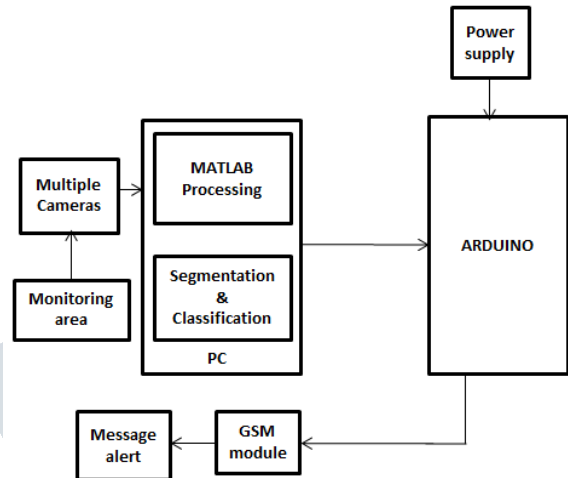 Power
supply
MATLAB
Processing
Multiple
Cameras
ARDUINO
Monitoring
area
Segmentation
&
Classification
PC
Message
alert
GSM
module